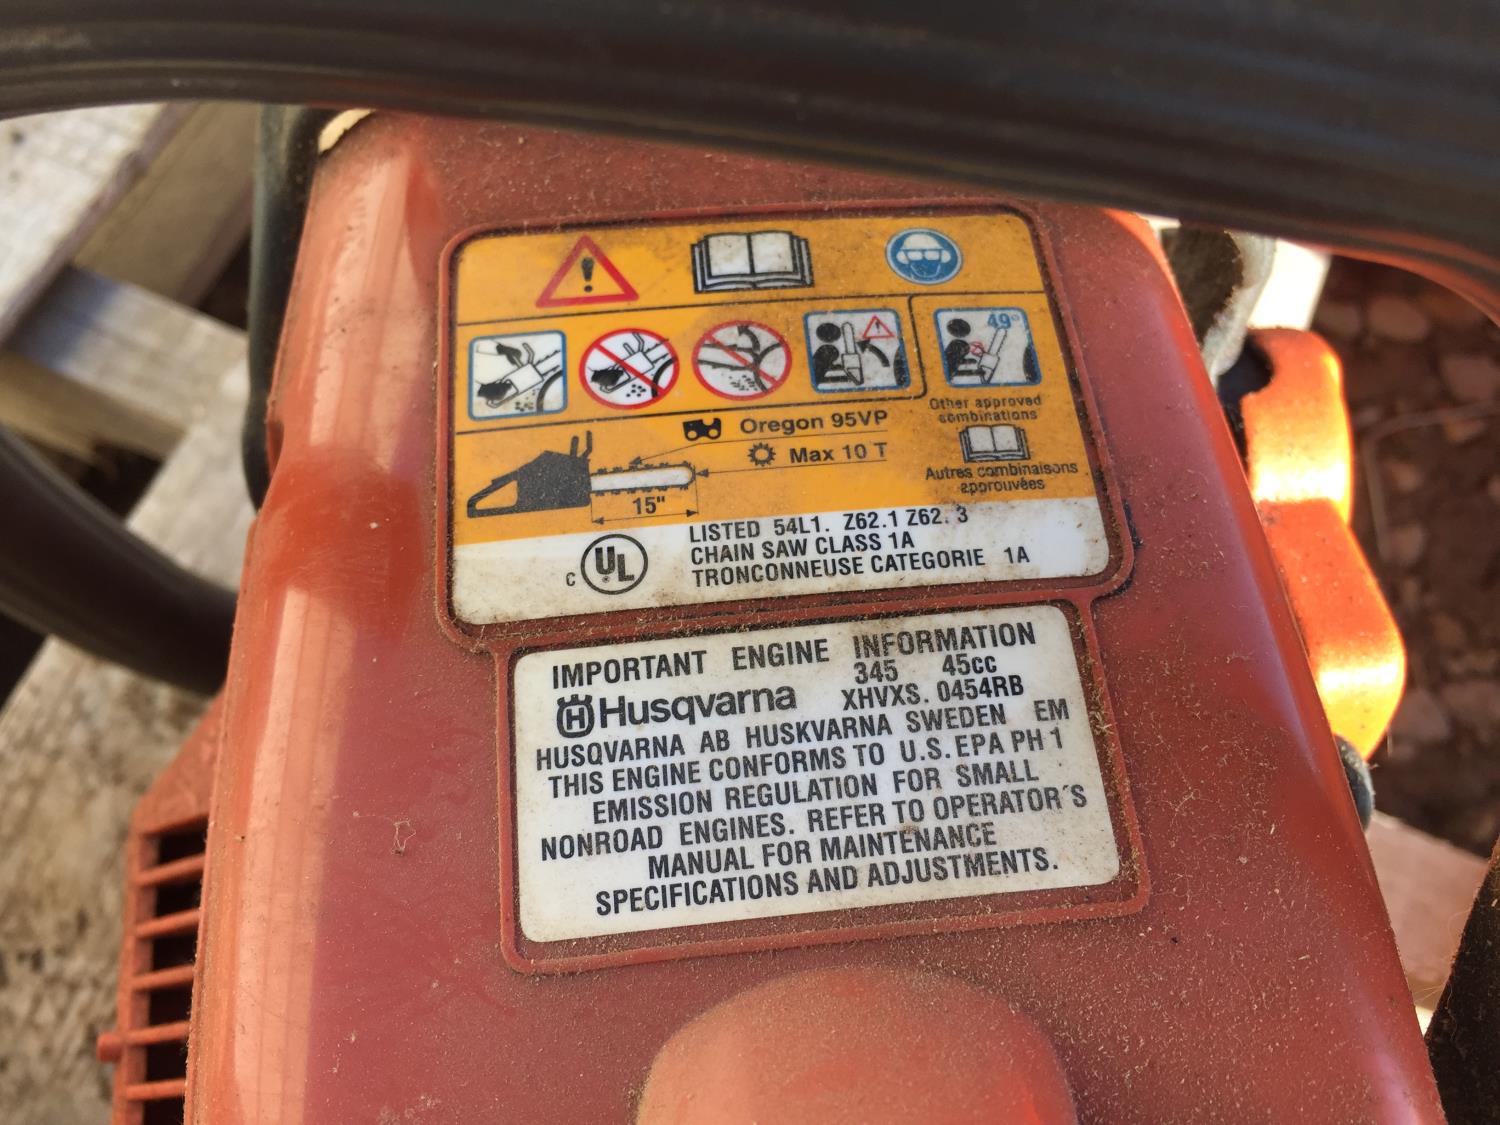 49°
Oregon 95VP
Max 10 T
15"
Other approved
combinations
Autres combinaisons
approuvées
C UL
LISTED 54L1. Z62.1 Z62.3
CHAIN SAW CLASS 1A
TRONCONNEUSE CATEGORIE 1A
IMPORTANT ENGINE INFORMATION
345 45cc
H Husqvarna XHVXS.0454RB
HUSQVARNA AB HUSKVARNA SWEDEN EM
THIS ENGINE CONFORMS TO U.S.EPA PH 1
EMISSION REGULATION FOR SMALL
NONROAD ENGINES. REFER TO OPERATOR´S
MANUAL FOR MAINTENANCE
SPECIFICATIONS AND ADJUSTMENTS.